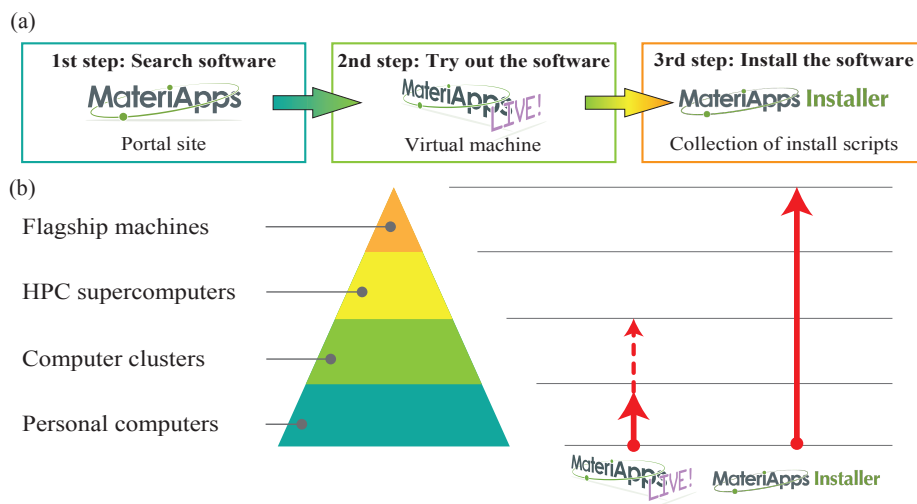 (a)
1st step: Search software
MateriApps
Portal site
2nd step: Try out the software
MateriApps LIVE!
Virtual machine
3rd step: Install the software
MateriApps Installer
Collection of install scripts
(b)
Flagship machines
HPC supercomputers
Computer clusters
Personal computers
MateriApps LIVE!
MateriApps Installer